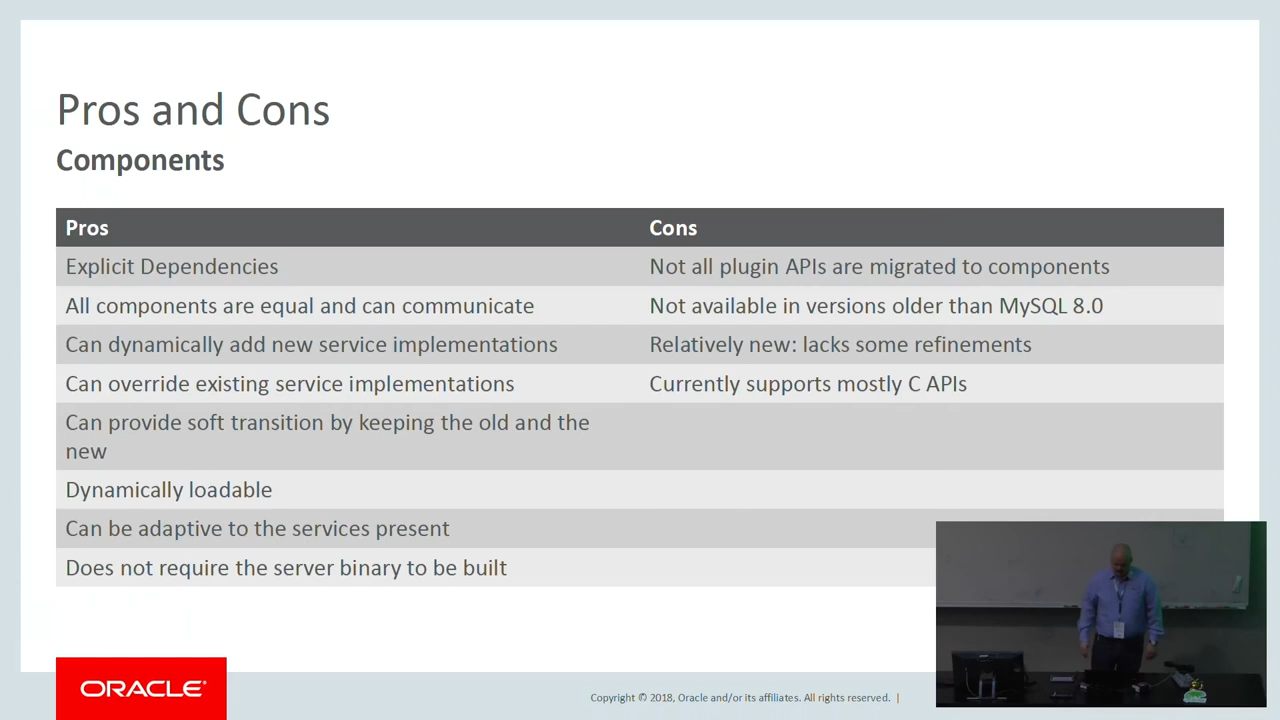 Pros and Cons
Components
Pros
Cons
Explicit Dependencies
Not all plugin APIs are migrated to components
All components are equal and can communicate
Not available in versions older than MySQL 8.0
Can dynamically add new service implementations
Relatively new: lacks some refinements
Can override existing service implementations
Currently supports mostly C APIs
Can provide soft transition by keeping the old and the
new
Dynamically loadable
Can be adaptive to the services present
Does not require the server binary to be built
ORACLE®
Copyright © 2018, Oracle and/or its affiliates. All rights reserved. |